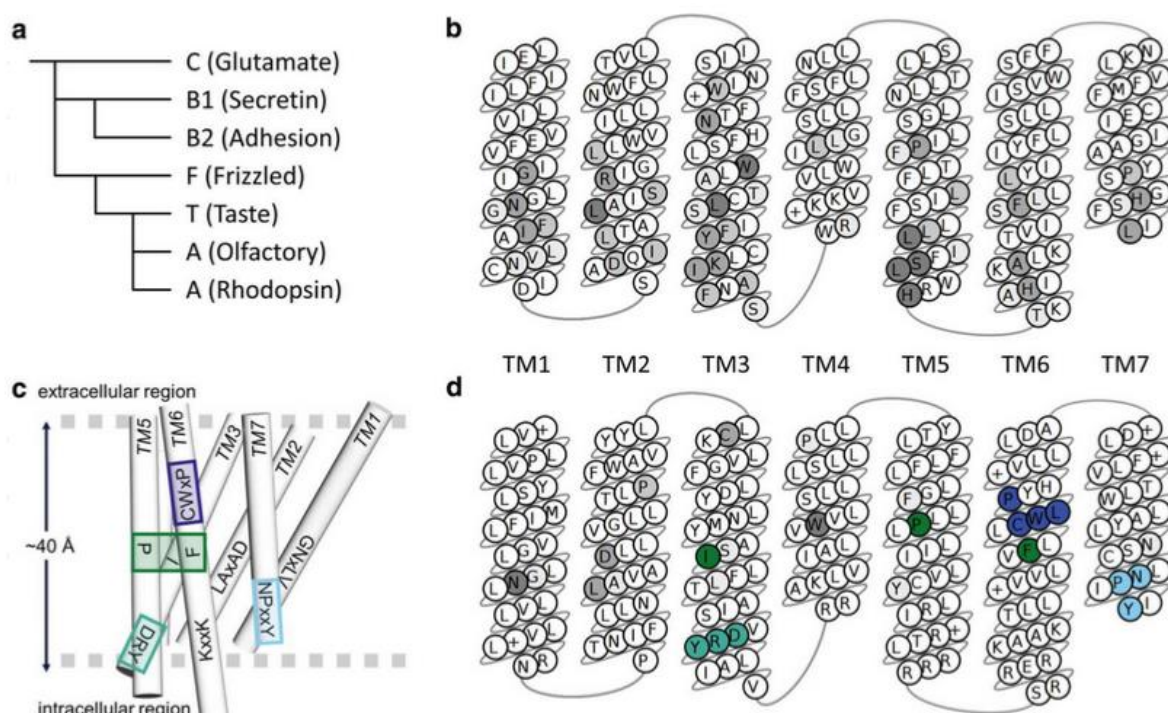 a
C (Glutamate)
B1 (Secretin)
B2 (Adhesion)
F (Frizzled)
T (Taste)
A (Olfactory)
A (Rhodopsin)
b
I E L
I L F I
V I L
V F E V
I G I
G N G L
A I F
C N V L
D I
T V L
N W F L
I L L
L L W V
R I G
L A I S
L T A
A D Q I
S
S I I
+ W I N
N T F
L S F H
A L W
S L C T
Y F I
I K L C
F N A
S
N L L
F S F L
S L L
I L L G
V L W
+ K K V
W R
L L S
N L L T
S G L
F P I L
F L T
F S I L
L L L
L S F I
H R W
S F F
I S V W
S L L
I Y F L
L Y I
S F L L
T V I
K A L K
A H I
T K
L K N
F M F V
I E C
A A G I
S P Y
F S H G
L I
TM1 TM2 TM3 TM4 TM5 TM6 TM7
c
extracellular region
~40 Å
TM5
TM6
TM3
TM7
TM2
TM1
CWxP
P
I
F
DRY
KxxK
LAxAD
NPxxY
GNxLV
intracellular region
d
L V +
L V P L
L S Y
L F I M
L G V
L N G L
L V L
L + V L
N R
Y Y L
F W A V
T L P
V G L L
D L L
L A V A
L L N
T N I F
P
K C L
F G V L
Y D L
Y M N L
I S A
T L F L
S I A
Y R D V
I A L
V
P L L
L S L L
S L L
V W V L
I A L
A K L V
R R
L T Y
L F L F
F G L
L P L L
I I L
Y C V L
I R L
L T R +
R R R
L D A
+ V L L
P Y H
L C W L
V F L
+ V V L
T L L
K A A K
R E R
S R
L D +
V L F +
W L T
L Y A L
C S N
I P N L
Y I